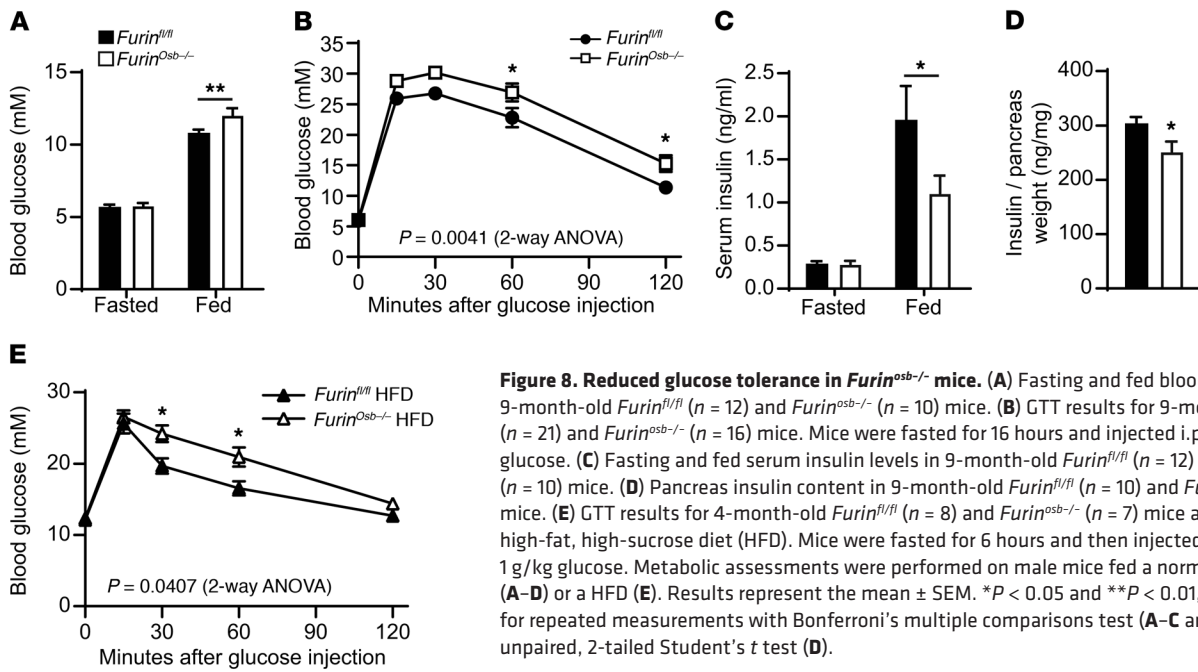 A
Furin^fl/fl
Furin^Osb–/–
Blood glucose (mM)
15
10
5
0
**
Fasted
Fed
B
Furin^fl/fl
Furin^Osb–/–
Blood glucose (mM)
35
30
25
20
15
10
5
0
*
*
P = 0.0041 (2-way ANOVA)
0
30
60
90
120
Minutes after glucose injection
C
Serum insulin (ng/ml)
2.5
2.0
1.5
1.0
0.5
0.0
*
Fasted
Fed
D
Insulin / pancreas
weight (ng/mg)
400
300
200
100
0
*
E
Furin^fl/fl HFD
Furin^Osb–/– HFD
Blood glucose (mM)
30
20
10
0
*
*
P = 0.0407 (2-way ANOVA)
0
30
60
90
120
Minutes after glucose injection
Figure 8. Reduced glucose tolerance in Furin^osb–/– mice. (A) Fasting and fed bloo
9-month-old Furin^fl/fl (n = 12) and Furin^osb–/– (n = 10) mice. (B) GTT results for 9-mo
(n = 21) and Furin^osb–/– (n = 16) mice. Mice were fasted for 16 hours and injected i.p
glucose. (C) Fasting and fed serum insulin levels in 9-month-old Furin^fl/fl (n = 12)
(n = 10) mice. (D) Pancreas insulin content in 9-month-old Furin^fl/fl (n = 10) and Fu
mice. (E) GTT results for 4-month-old Furin^fl/fl (n = 8) and Furin^osb–/– (n = 7) mice a
high-fat, high-sucrose diet (HFD). Mice were fasted for 6 hours and then injected
1 g/kg glucose. Metabolic assessments were performed on male mice fed a norm
(A–D) or a HFD (E). Results represent the mean ± SEM. *P < 0.05 and **P < 0.01,
for repeated measurements with Bonferroni's multiple comparisons test (A–C an
unpaired, 2-tailed Student's t test (D).